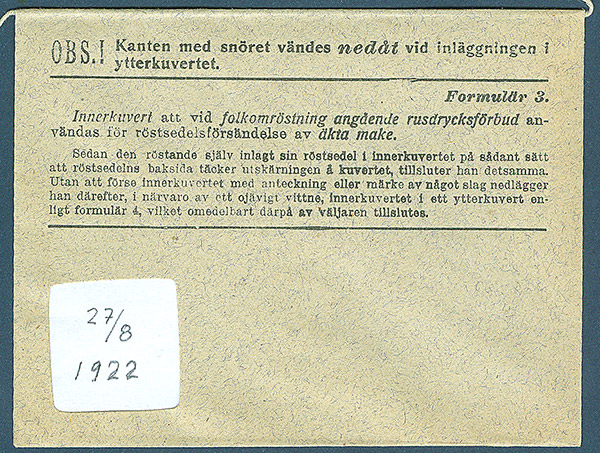 OBS.! Kanten med snöret vändes nedåt vid inläggningen i
ytterkuvertet.
Formulär 3.
Innerkuvert att vid folkomröstning angående rusdrycksförbud an-
vändas för röstsedelsförsändelse av äkta make.
Sedan den röstande själv inlagt sin röstsedel i innerkuvertet på sådant sätt
att röstsedelns baksida täcker utskärningen å kuvertet, tillsluter han detsamma.
Utan att förse innerkuvertet med anteckning eller märke av något slag nedlägger
han därefter, i närvaro av ett ojävigt vittne, innerkuvertet i ett ytterkuvert en-
ligt formulär 4, vilket omedelbart därpå av väljaren tillslutes.
27/8
1922